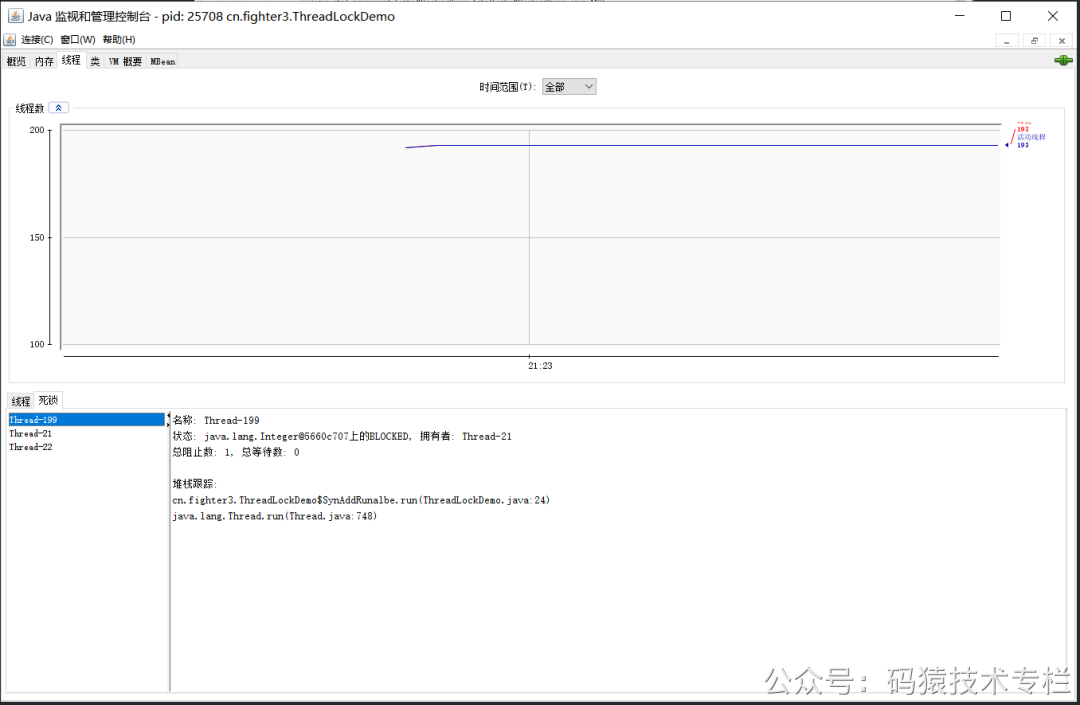 Java 监视和管理控制台 - pid: 25708 cn.fighter3.ThreadLockDemo
连接(C) 窗口(W) 帮助(H)
概览 内存 线程 类 VM 概要 MBean
时间范围(T): 全部
线程数
200
193
活动线程
193
150
100
21:23
线程 死锁
Thread-199
Thread-21
Thread-22
名称: Thread-199
状态: java.lang.Integer@5660c707上的BLOCKED, 拥有者: Thread-21
总阻止数: 1, 总等待数: 0
堆栈跟踪:
cn.fighter3.ThreadLockDemo$SynAddRunalbe.run(ThreadLockDemo.java:24)
java.lang.Thread.run(Thread.java:748)
公众号：码猿技术专栏